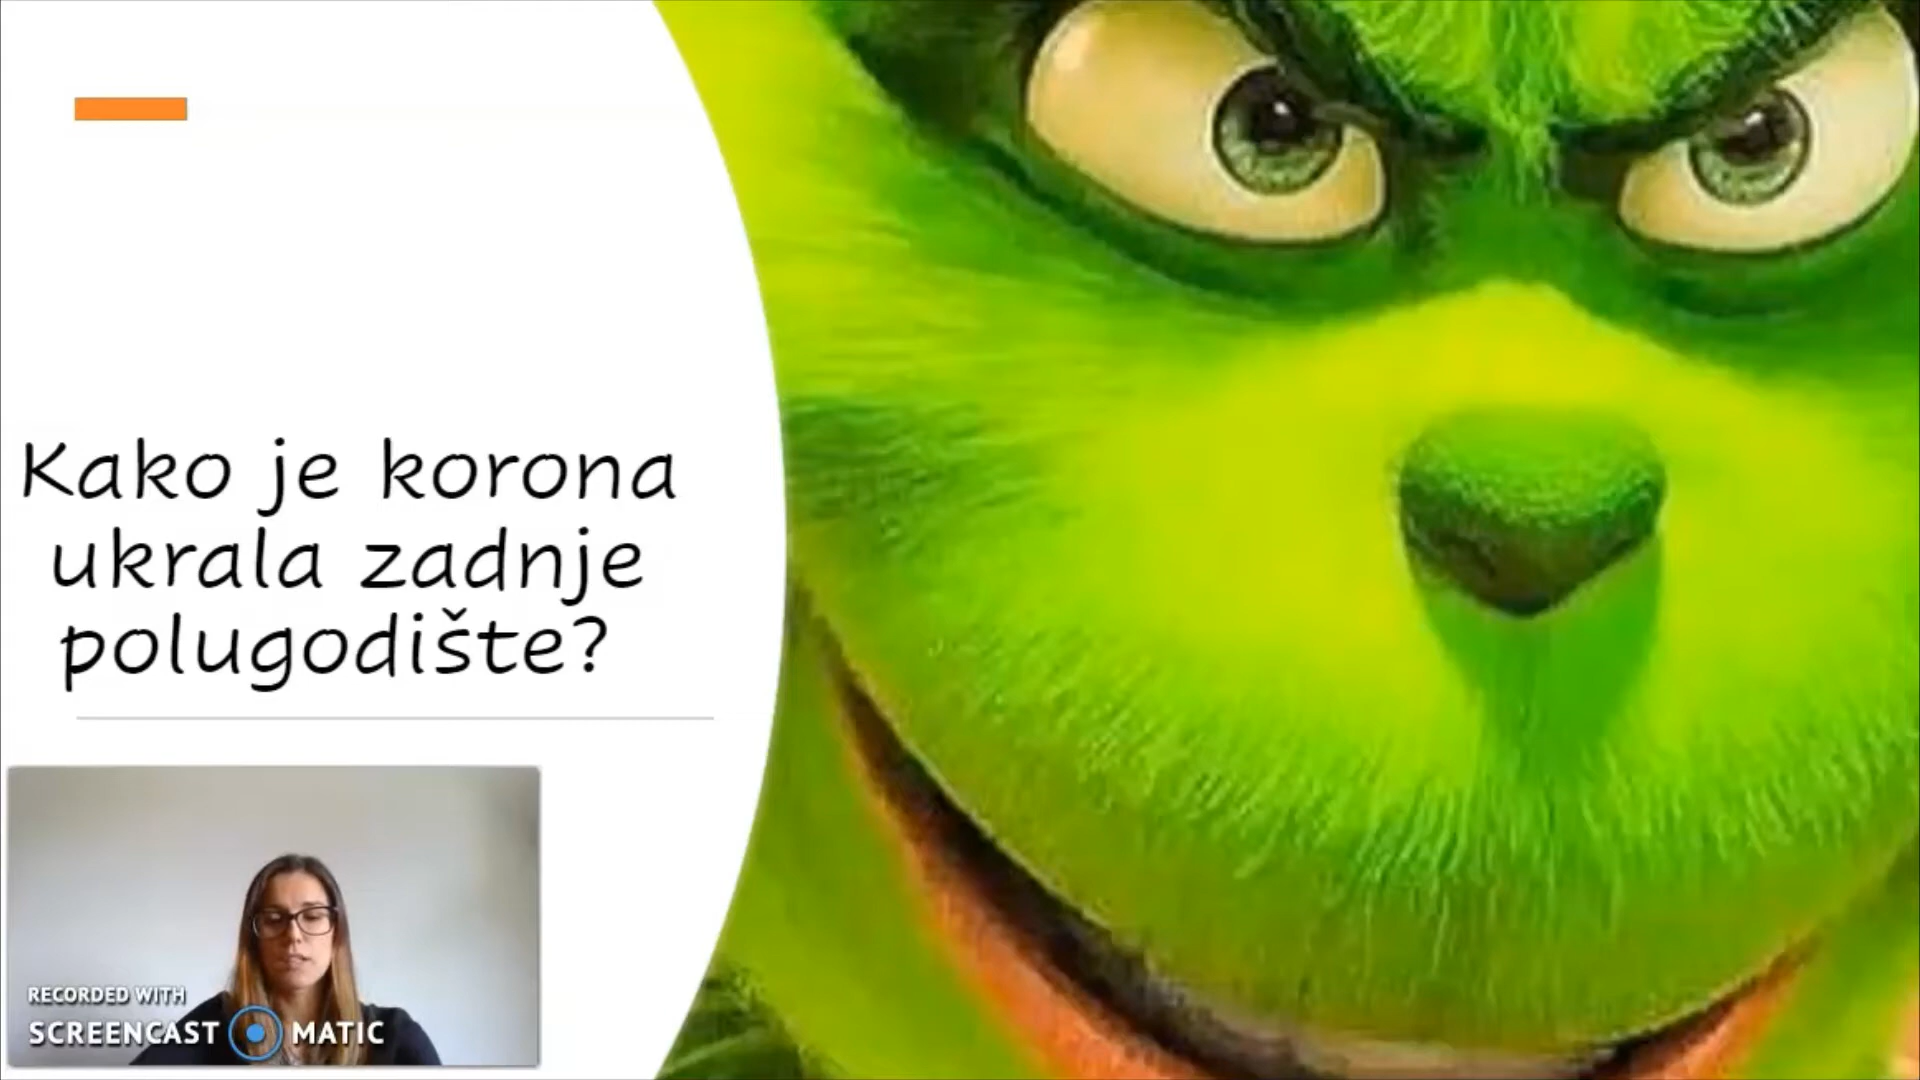 Kako je korona
ukrala zadnje
polugodište?
RECORDED WITH
SCREENCAST MATIC